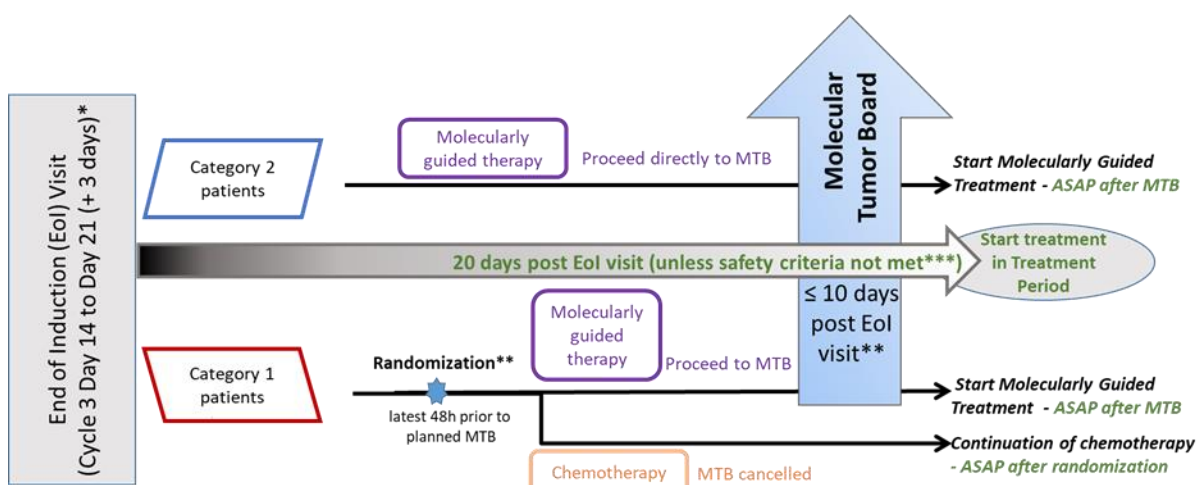 End of Induction (EoI) Visit
(Cycle 3 Day 14 to Day 21 (+ 3 days)*
Category 2
patients
Molecularly
guided therapy
Proceed directly to MTB
Molecular
Tumor Board
Start Molecularly Guided
Treatment - ASAP after MTB
20 days post EoI visit (unless safety criteria not met***)
Start treatment
in Treatment
Period
≤ 10 days
post EoI
visit**
Category 1
patients
Randomization**
latest 48h prior to
planned MTB
Molecularly
guided
therapy
Proceed to MTB
Start Molecularly Guided
Treatment - ASAP after MTB
Chemotherapy
MTB cancelled
Continuation of chemotherapy
- ASAP after randomization